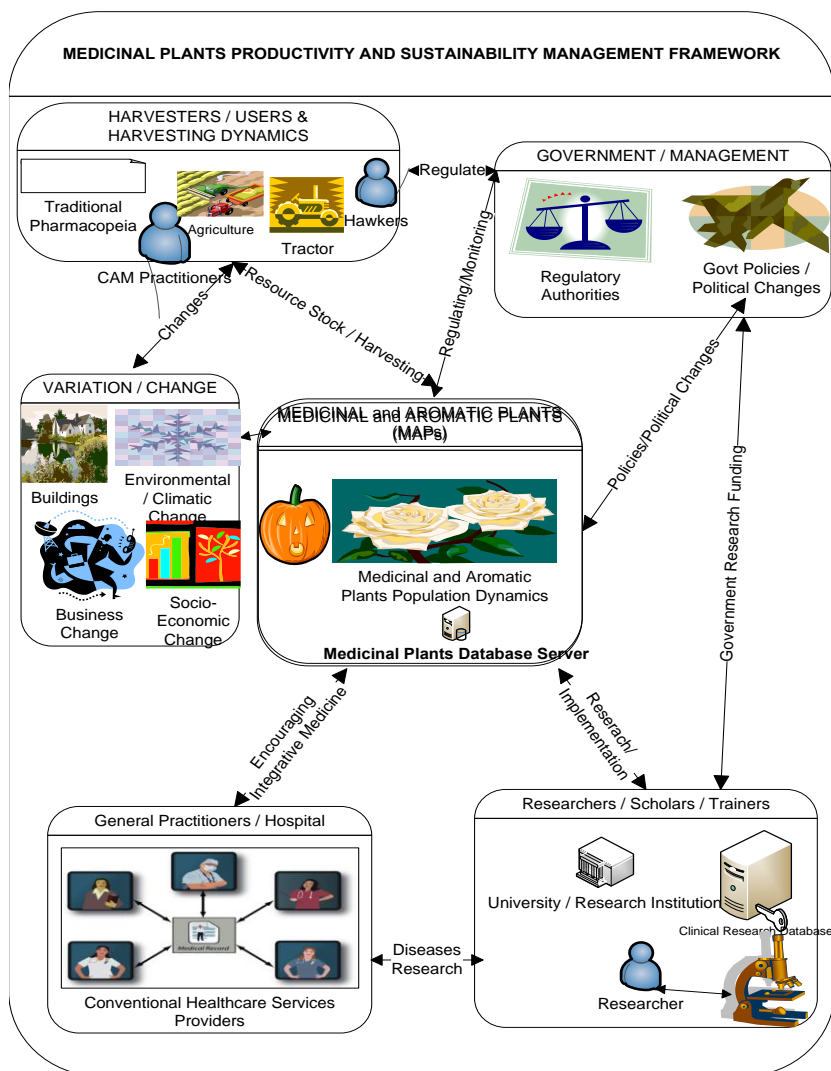 MEDICINAL PLANTS PRODUCTIVITY AND SUSTAINABILITY MANAGEMENT FRAMEWORK
HARVESTERS / USERS &
HARVESTING DYNAMICS
Traditional
Pharmacopeia
Agriculture
Tractor
Hawkers
CAM Practitioners
Regulate
GOVERNMENT / MANAGEMENT
Regulatory
Authorities
Govt Policies /
Political Changes
Changes
Resource Stock / Harvesting
Regulating/Monitoring
VARIATION / CHANGE
Buildings
Environmental
/ Climatic
Change
Business
Change
Socio-
Economic
Change
MEDICINAL and AROMATIC PLANTS
(MAPs)
Medicinal and Aromatic
Plants Population Dynamics
Medicinal Plants Database Server
Policies/Political Changes
Government Research Funding
Encouraging
Integrative Medicine
Reserach/
Implementation
General Practitioners / Hospital
Medical Record
Conventional Healthcare Services
Providers
Diseases
Research
Researchers / Scholars / Trainers
University / Research Institution
Clinical Research Database
Researcher